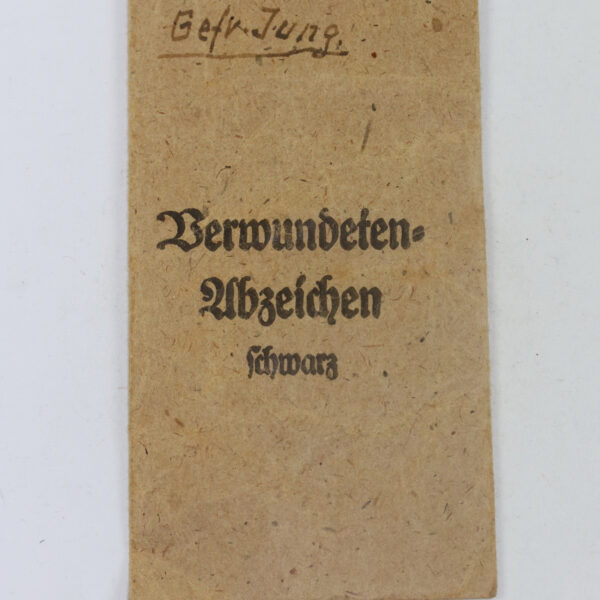 Gefr. Jung.
Verwundeten-
Abzeichen
schwarz